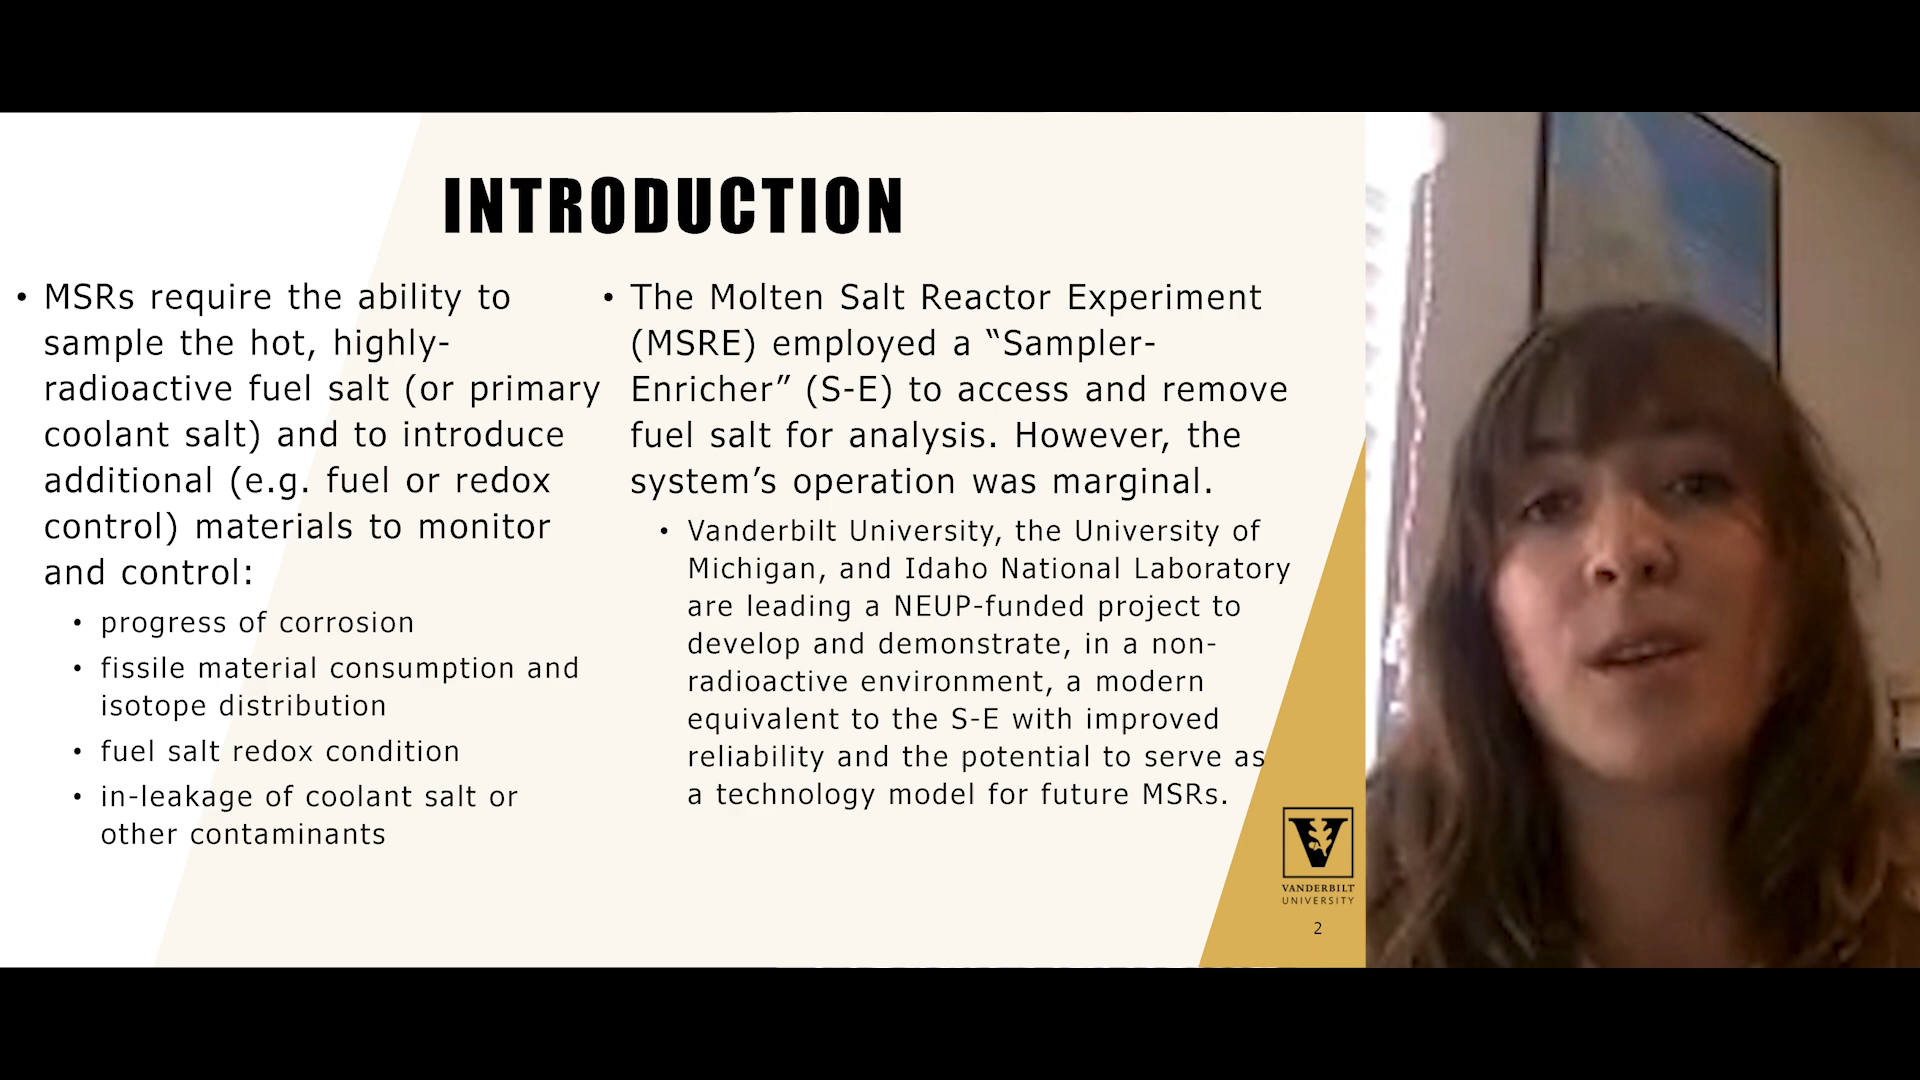 INTRODUCTION
• MSRs require the ability to
sample the hot, highly-
radioactive fuel salt (or primary
coolant salt) and to introduce
additional (e.g. fuel or redox
control) materials to monitor
and control:
• progress of corrosion
• fissile material consumption and
isotope distribution
• fuel salt redox condition
• in-leakage of coolant salt or
other contaminants
• The Molten Salt Reactor Experiment
(MSRE) employed a “Sampler-
Enricher” (S-E) to access and remove
fuel salt for analysis. However, the
system’s operation was marginal.
• Vanderbilt University, the University of
Michigan, and Idaho National Laboratory
are leading a NEUP-funded project to
develop and demonstrate, in a non-
radioactive environment, a modern
equivalent to the S-E with improved
reliability and the potential to serve as
a technology model for future MSRs.
V
VANDERBILT
UNIVERSITY
2